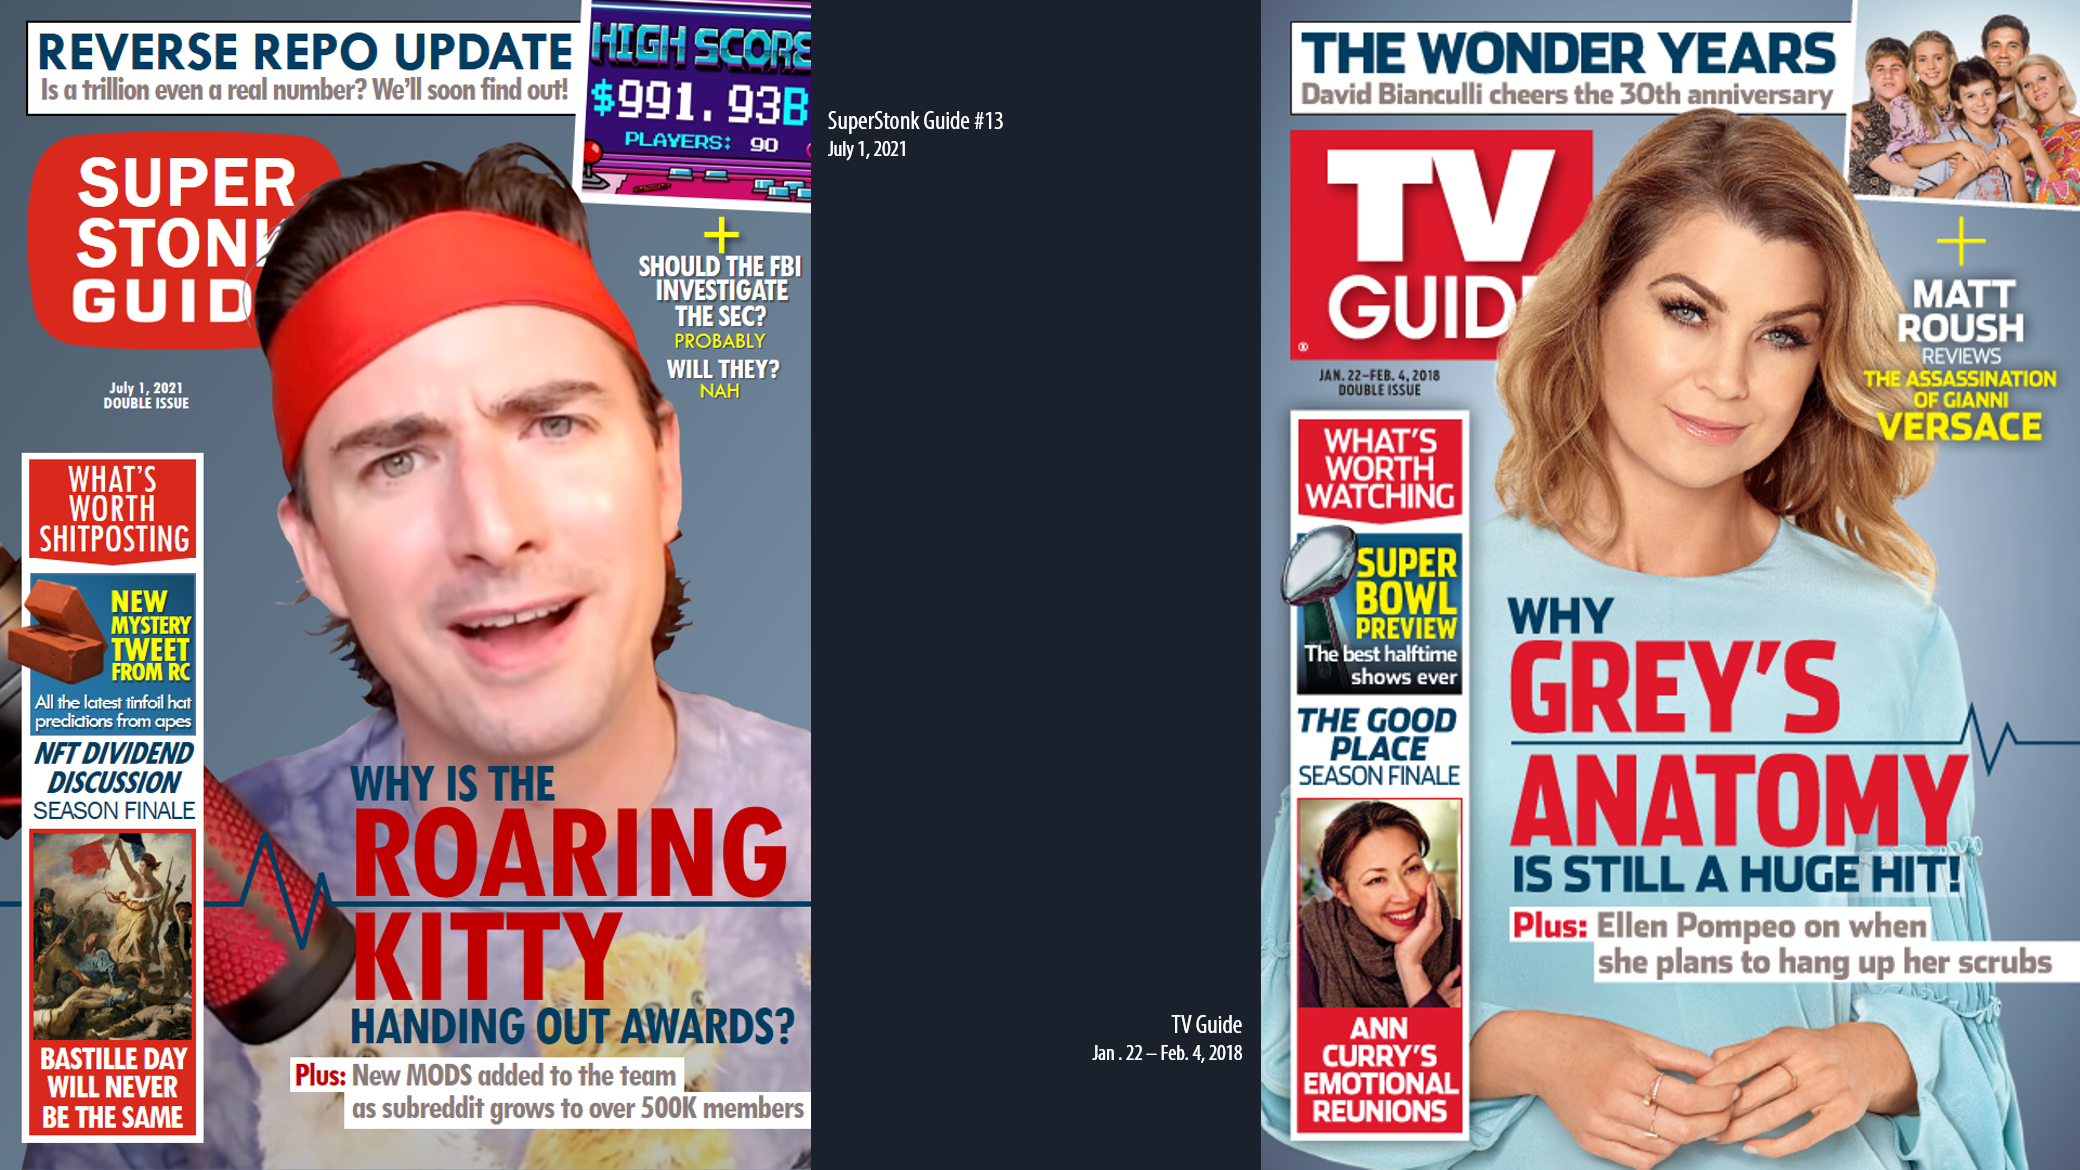 REVERSE REPO UPDATE
Is a trillion even a real number? We'll soon find out!
HIGH SCORE
$991.93B
PLAYERS: 90
SUPER
STONK
GUID
July 1, 2021
DOUBLE ISSUE
+
SHOULD THE FBI
INVESTIGATE
THE SEC?
PROBABLY
WILL THEY?
NAH
WHAT'S
WORTH
SHITPOSTING
NEW
MYSTERY
TWEET
FROM RC
All the latest tinfoil hat
predictions from apes
NFT DIVIDEND
DISCUSSION
SEASON FINALE
BASTILLE DAY
WILL NEVER
BE THE SAME
WHY IS THE
ROARING
KITTY
HANDING OUT AWARDS?
Plus: New MODS added to the team
as subreddit grows to over 500K members
SuperStonk Guide #13
July 1, 2021
TV Guide
Jan . 22 – Feb. 4, 2018
THE WONDER YEARS
David Bianculli cheers the 30th anniversary
TV
GUID
®
JAN. 22–FEB. 4, 2018
DOUBLE ISSUE
+
MATT
ROUSH
REVIEWS
THE ASSASSINATION
OF GIANNI
VERSACE
WHAT'S
WORTH
WATCHING
SUPER
BOWL
PREVIEW
The best halftime
shows ever
THE GOOD
PLACE
SEASON FINALE
ANN
CURRY'S
EMOTIONAL
REUNIONS
WHY
GREY'S
ANATOMY
IS STILL A HUGE HIT!
Plus: Ellen Pompeo on when
she plans to hang up her scrubs